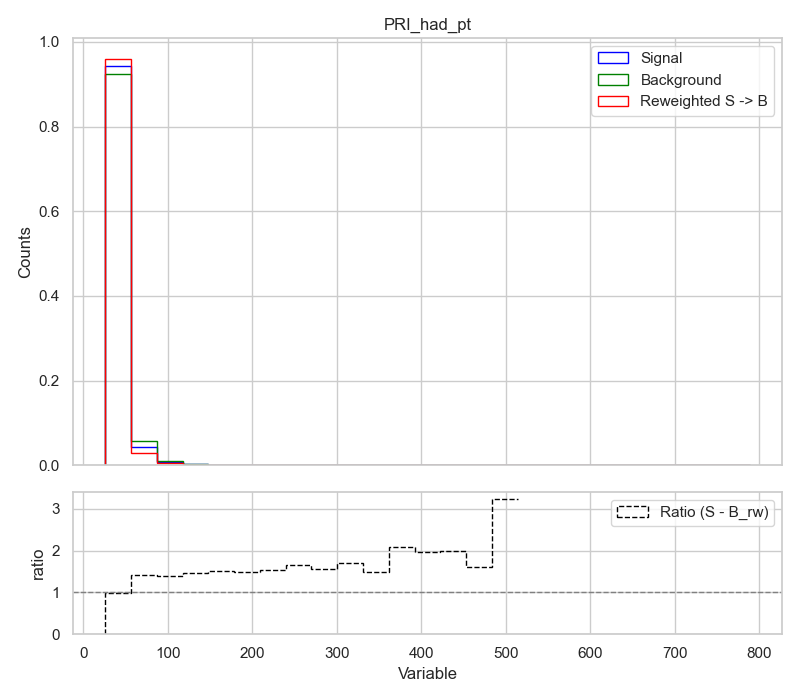 PRI_had_pt
1.0
0.8
0.6
0.4
0.2
0.0
Counts
Signal
Background
Reweighted S -> B
3
2
1
0
ratio
Ratio (S - B_rw)
0 100 200 300 400 500 600 700 800
Variable